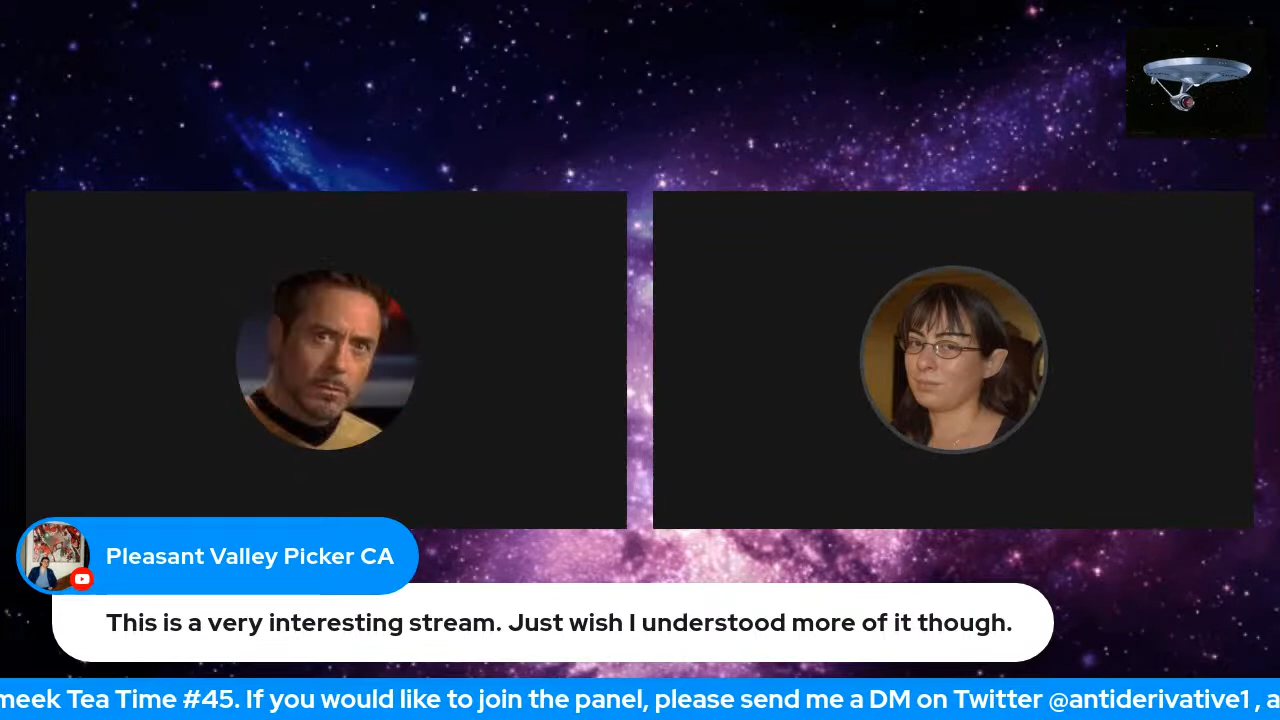 Pleasant Valley Picker CA
This is a very interesting stream. Just wish I understood more of it though.
meek Tea Time #45. If you would like to join the panel, please send me a DM on Twitter @antiderivative1 , a